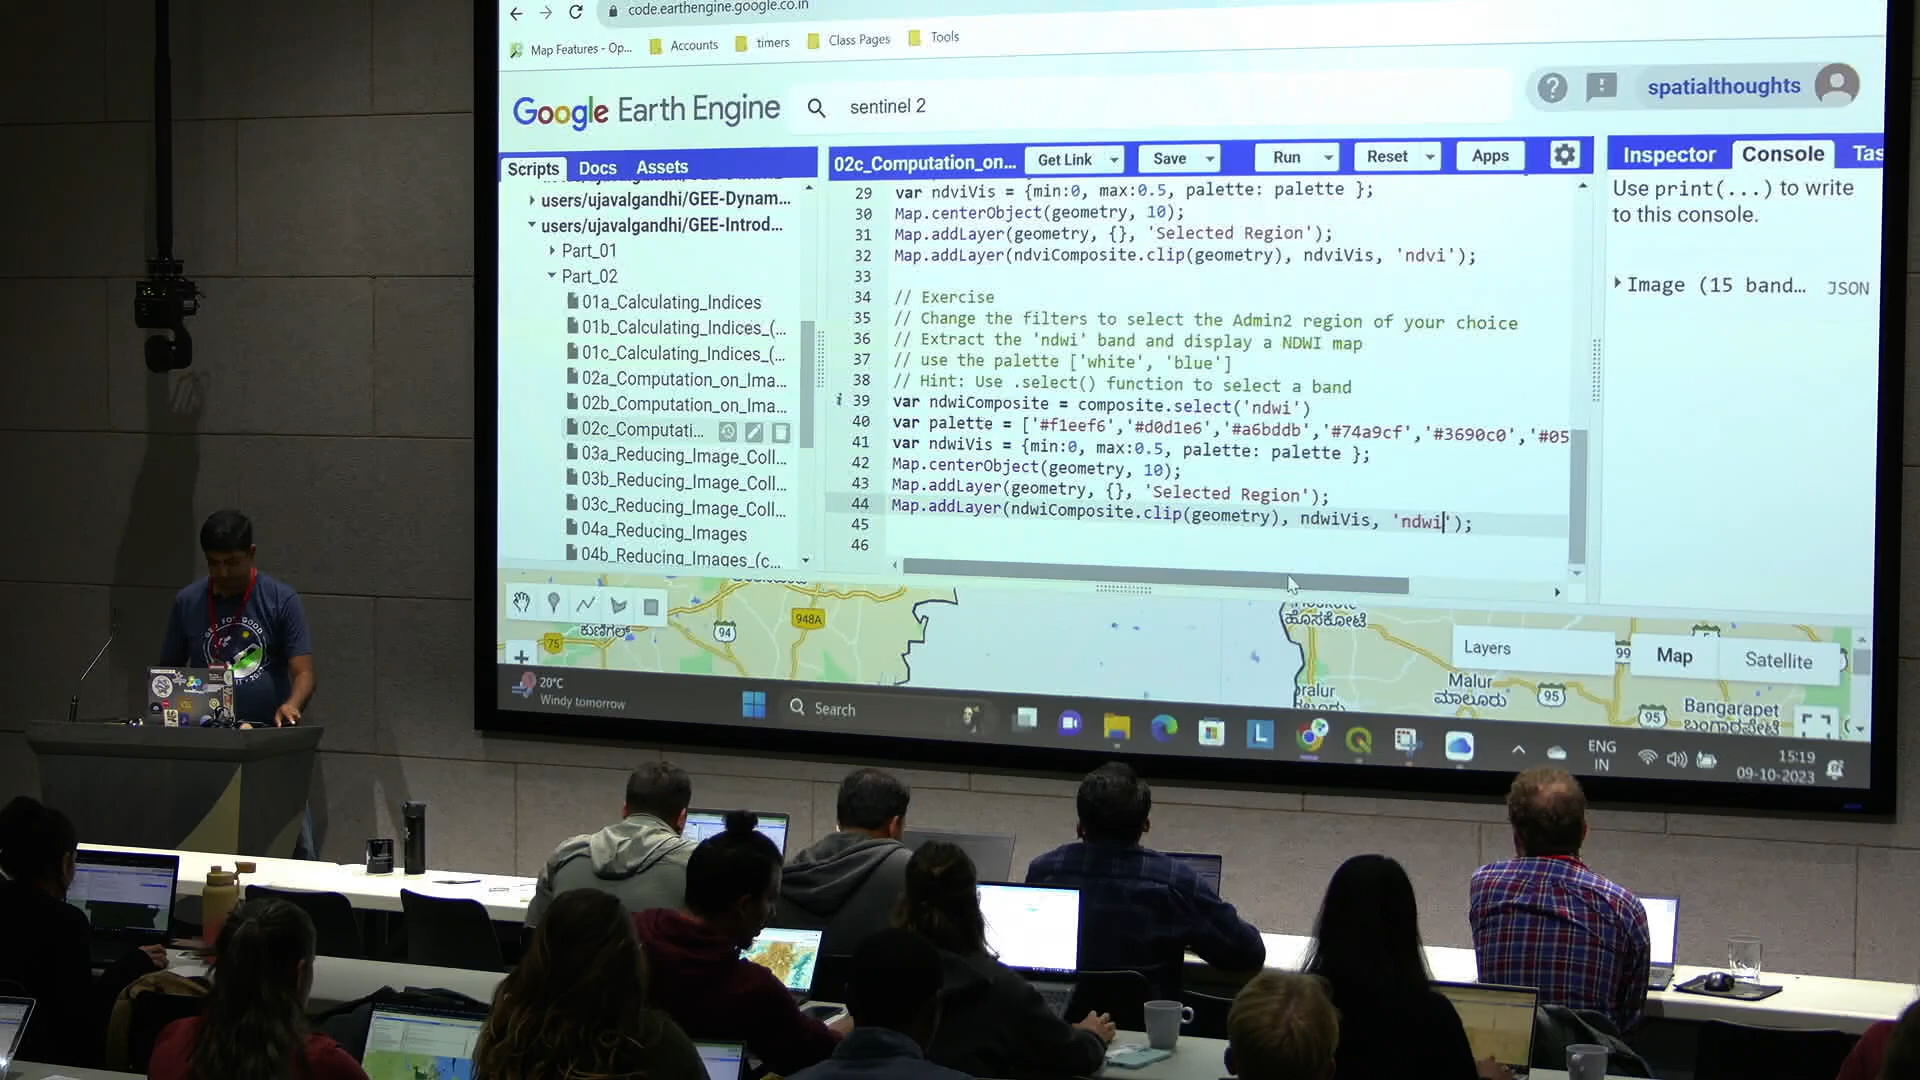 code.earthengine.google.co.in
Map Features - Op...
Accounts
timers
Class Pages
Tools
Google Earth Engine
sentinel 2
spatialthoughts
Scripts
Docs
Assets
02c_Computation_on...
Get Link
Save
Run
Reset
Apps
Inspector
Console
Tas
users/ujavalgandhi/GEE-Dynam...
users/ujavalgandhi/GEE-Introd...
Part_01
Part_02
01a_Calculating_Indices
01b_Calculating_Indices_(...
01c_Calculating_Indices_(...
02a_Computation_on_Ima...
02b_Computation_on_Ima...
02c_Computati...
03a_Reducing_Image_Coll...
03b_Reducing_Image_Coll...
03c_Reducing_Image_Coll...
04a_Reducing_Images
04b_Reducing_Images_(c...
29 var ndviVis = {min:0, max:0.5, palette: palette };
30 Map.centerObject(geometry, 10);
31 Map.addLayer(geometry, {}, 'Selected Region');
32 Map.addLayer(ndviComposite.clip(geometry), ndviVis, 'ndvi');
33
34 // Exercise
35 // Change the filters to select the Admin2 region of your choice
36 // Extract the 'ndwi' band and display a NDWI map
37 // use the palette ['white', 'blue']
38 // Hint: Use .select() function to select a band
i 39 var ndwiComposite = composite.select('ndwi')
40 var palette = ['#f1eef6','#d0d1e6','#a6bddb','#74a9cf','#3690c0','#05
41 var ndwiVis = {min:0, max:0.5, palette: palette };
42 Map.centerObject(geometry, 10);
43 Map.addLayer(geometry, {}, 'Selected Region');
44 Map.addLayer(ndwiComposite.clip(geometry), ndwiVis, 'ndwi');
45
46
Use print(...) to write
to this console.
Image (15 band...
JSON
ಕುಣಿಗಲ್
75
94
948A
ಹೊಸಕೋಟೆ
Layers
Map
Satellite
Malur
ಮಾಲೂರು
95
95
Bangarapet
ಬಂಗಾರಪೇಟೆ
20°C
Windy tomorrow
Search
L
ENG
IN
15:19
09-10-2023